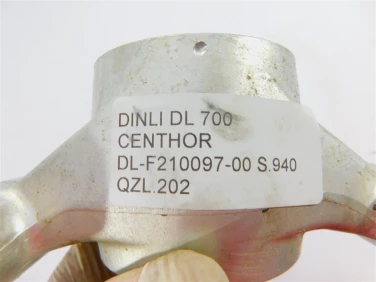 DINLI DL 700
CENTHOR
DL-F210097-00 S.940
QZL.202